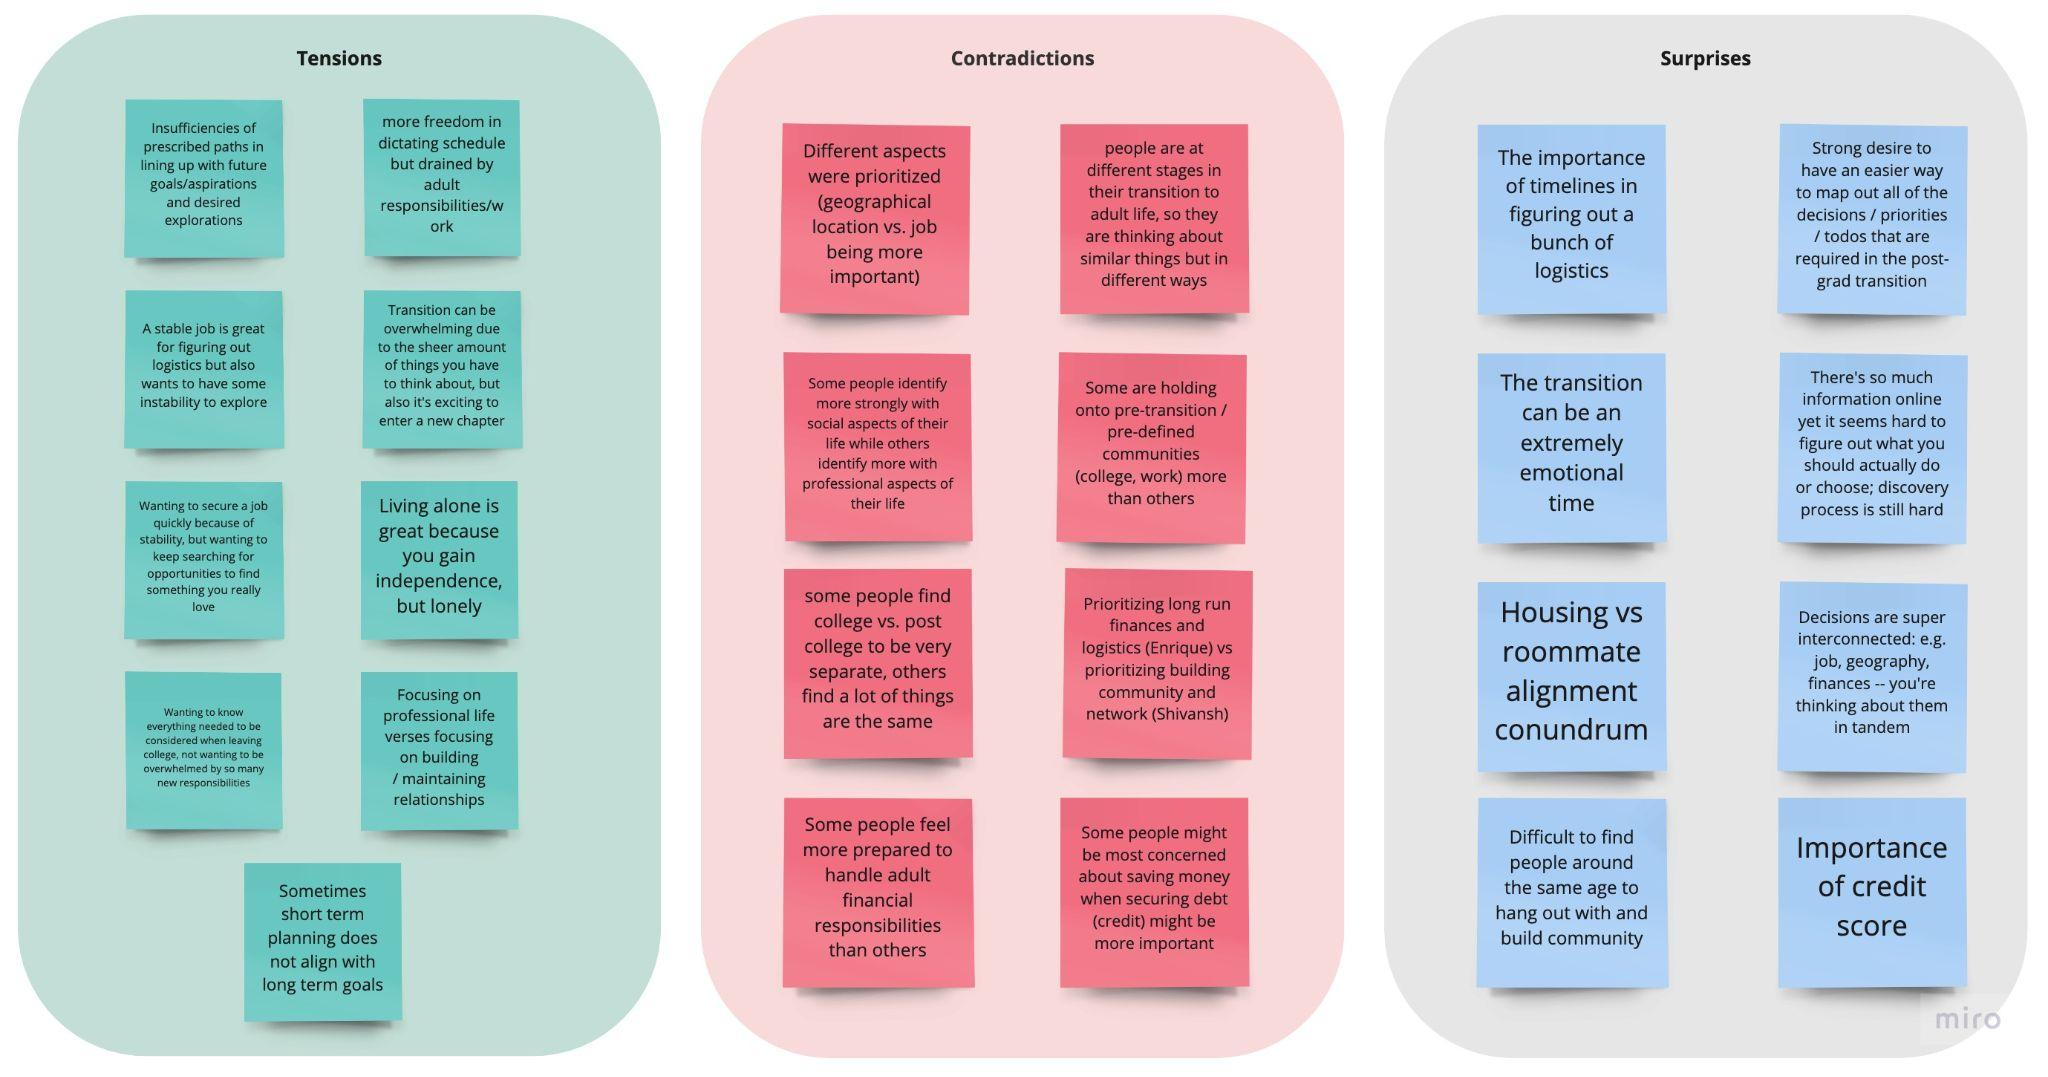 Tensions
Insufficiencies of
prescribed paths in
lining up with future
goals/aspirations
and desired
explorations
more freedom in
dictating schedule
but drained by
adult
responsibilities/w
ork
A stable job is great
for figuring out
logistics but also
wants to have some
instability to explore
Transition can be
overwhelming due
to the sheer amount
of things you have
to think about, but
also it's exciting to
enter a new chapter
Wanting to secure a job
quickly because of
stability, but wanting to
keep searching for
opportunities to find
something you really
love
Living alone is
great because
you gain
independence,
but lonely
Wanting to know
everything needed to be
considered when leaving
college, not wanting to be
overwhelmed by so many
new responsibilities
Focusing on
professional life
verses focusing
on building
/ maintaining
relationships
Sometimes
short term
planning does
not align with
long term goals
Contradictions
Different aspects
were prioritized
(geographical
location vs. job
being more
important)
people are at
different stages in
their transition to
adult life, so they
are thinking about
similar things but in
different ways
Some people identify
more strongly with
social aspects of their
life while others
identify more with
professional aspects of
their life
Some are holding
onto pre-transition /
pre-defined
communities
(college, work) more
than others
some people find
college vs. post
college to be very
separate, others
find a lot of things
are the same
Prioritizing long run
finances and
logistics (Enrique) vs
prioritizing building
community and
network (Shivansh)
Some people feel
more prepared to
handle adult
financial
responsibilities
than others
Some people might
be most concerned
about saving money
when securing debt
(credit) might be
more important
Surprises
The importance
of timelines in
figuring out a
bunch of
logistics
Strong desire to
have an easier way
to map out all of the
decisions / priorities
/ todos that are
required in the post-
grad transition
The transition
can be an
extremely
emotional
time
There's so much
information online
yet it seems hard to
figure out what you
should actually do
or choose; discovery
process is still hard
Housing vs
roommate
alignment
conundrum
Decisions are super
interconnected: e.g.
job, geography,
finances -- you're
thinking about them
in tandem
Difficult to find
people around
the same age to
hang out with and
build community
Importance
of credit
score
miro